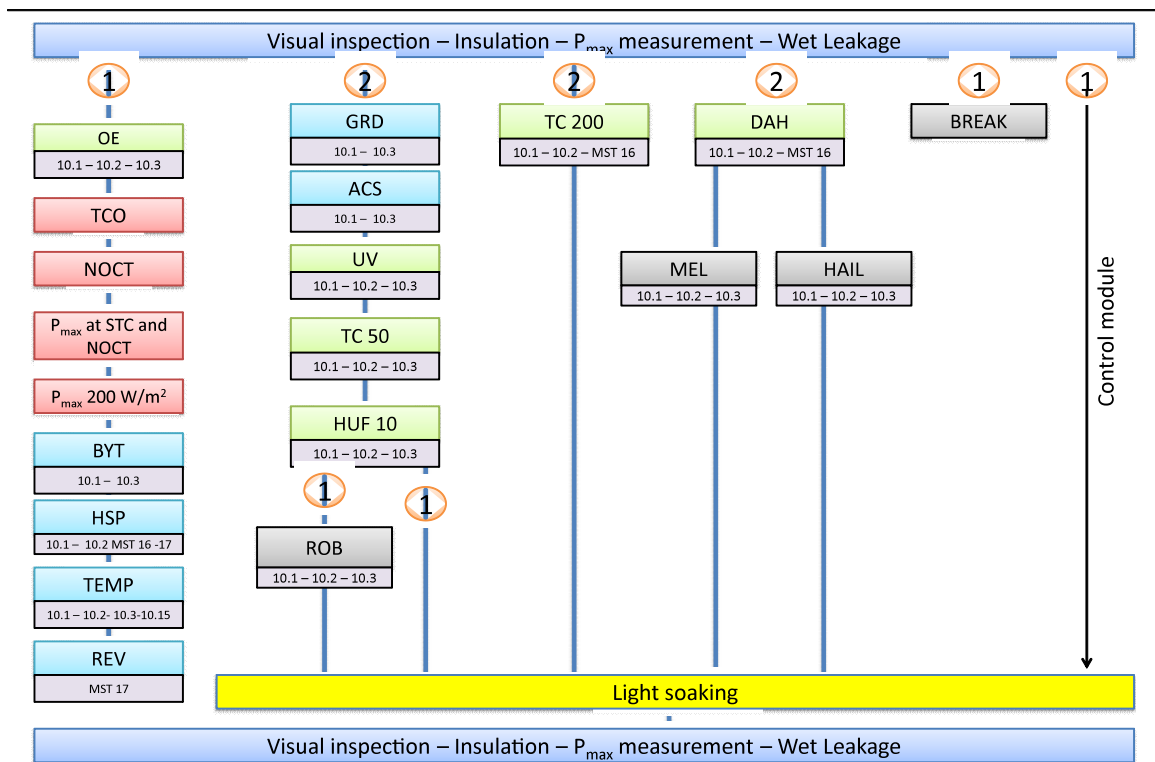 Visual inspection – Insulation – Pmax measurement – Wet Leakage
1
2
2
2
1
1
OE
10.1 – 10.2 – 10.3
TCO
NOCT
Pmax at STC and
NOCT
Pmax 200 W/m2
BYT
10.1 – 10.3
HSP
10.1 – 10.2 MST 16 -17
TEMP
10.1 – 10.2- 10.3-10.15
REV
MST 17
GRD
10.1 – 10.3
ACS
10.1 – 10.3
UV
10.1 – 10.2 – 10.3
TC 50
10.1 – 10.2 – 10.3
HUF 10
10.1 – 10.2 – 10.3
1
1
ROB
10.1 – 10.2 – 10.3
TC 200
10.1 – 10.2 – MST 16
DAH
10.1 – 10.2 – MST 16
MEL
10.1 – 10.2 – 10.3
HAIL
10.1 – 10.2 – 10.3
BREAK
Control module
Light soaking
Visual inspection – Insulation – Pmax measurement – Wet Leakage